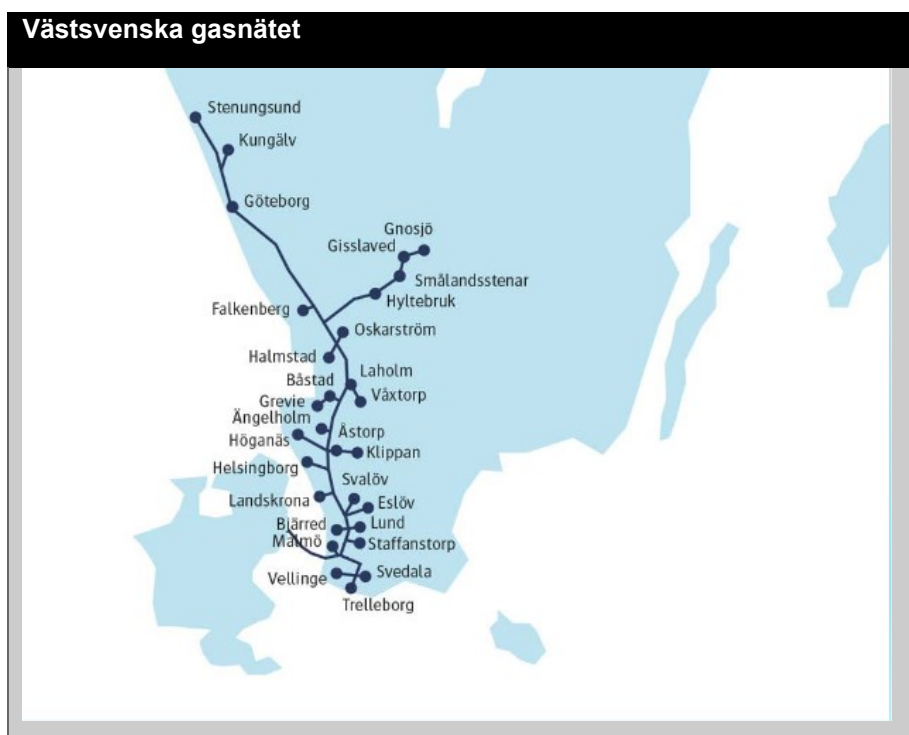 Västsvenska gasnätet
Stenungsund
Kungälv
Göteborg
Gnosjö
Gisslaved
Smålandsstenar
Hyltebruk
Falkenberg
Oskarström
Halmstad
Laholm
Båstad
Våxtorp
Grevie
Ängelholm
Åstorp
Höganäs
Klippan
Helsingborg
Svalöv
Landskrona
Eslöv
Bjärred
Lund
Malmö
Staffanstorp
Vellinge
Svedala
Trelleborg